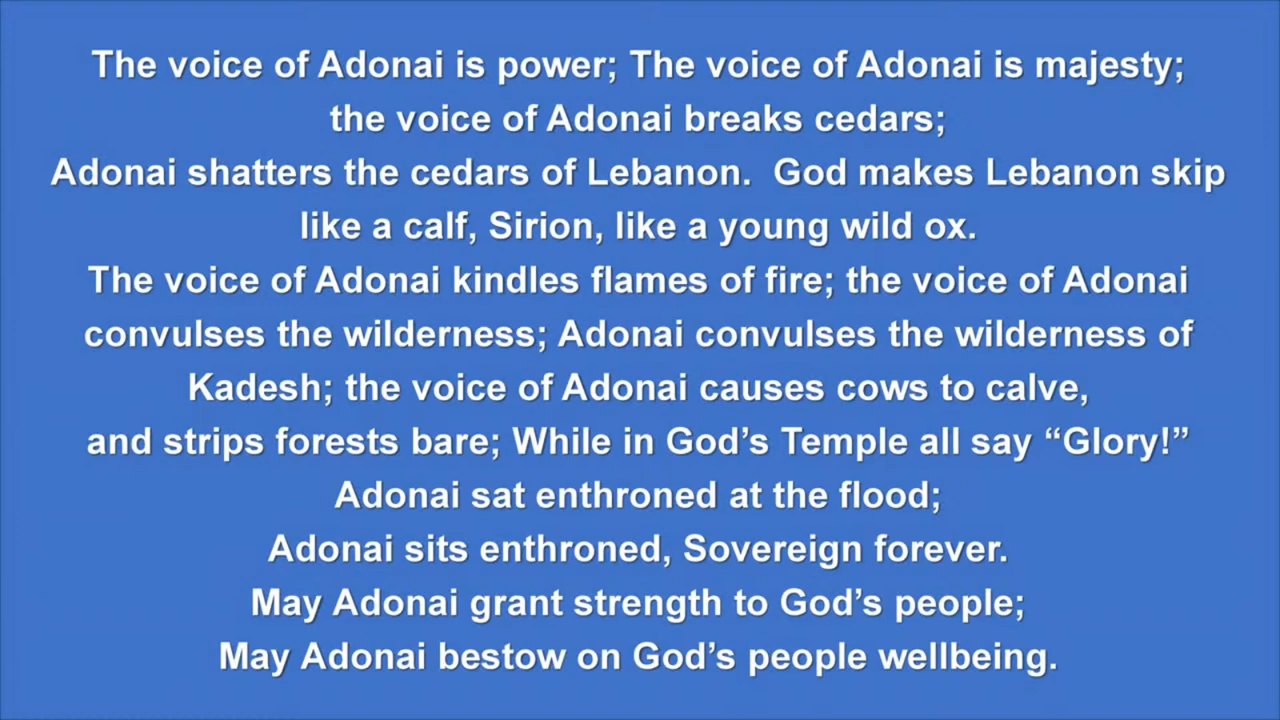 The voice of Adonai is power; The voice of Adonai is majesty;
the voice of Adonai breaks cedars;
Adonai shatters the cedars of Lebanon.  God makes Lebanon skip
like a calf, Sirion, like a young wild ox.
The voice of Adonai kindles flames of fire; the voice of Adonai
convulses the wilderness; Adonai convulses the wilderness of
Kadesh; the voice of Adonai causes cows to calve,
and strips forests bare; While in God’s Temple all say “Glory!”
Adonai sat enthroned at the flood;
Adonai sits enthroned, Sovereign forever.
May Adonai grant strength to God’s people;
May Adonai bestow on God’s people wellbeing.